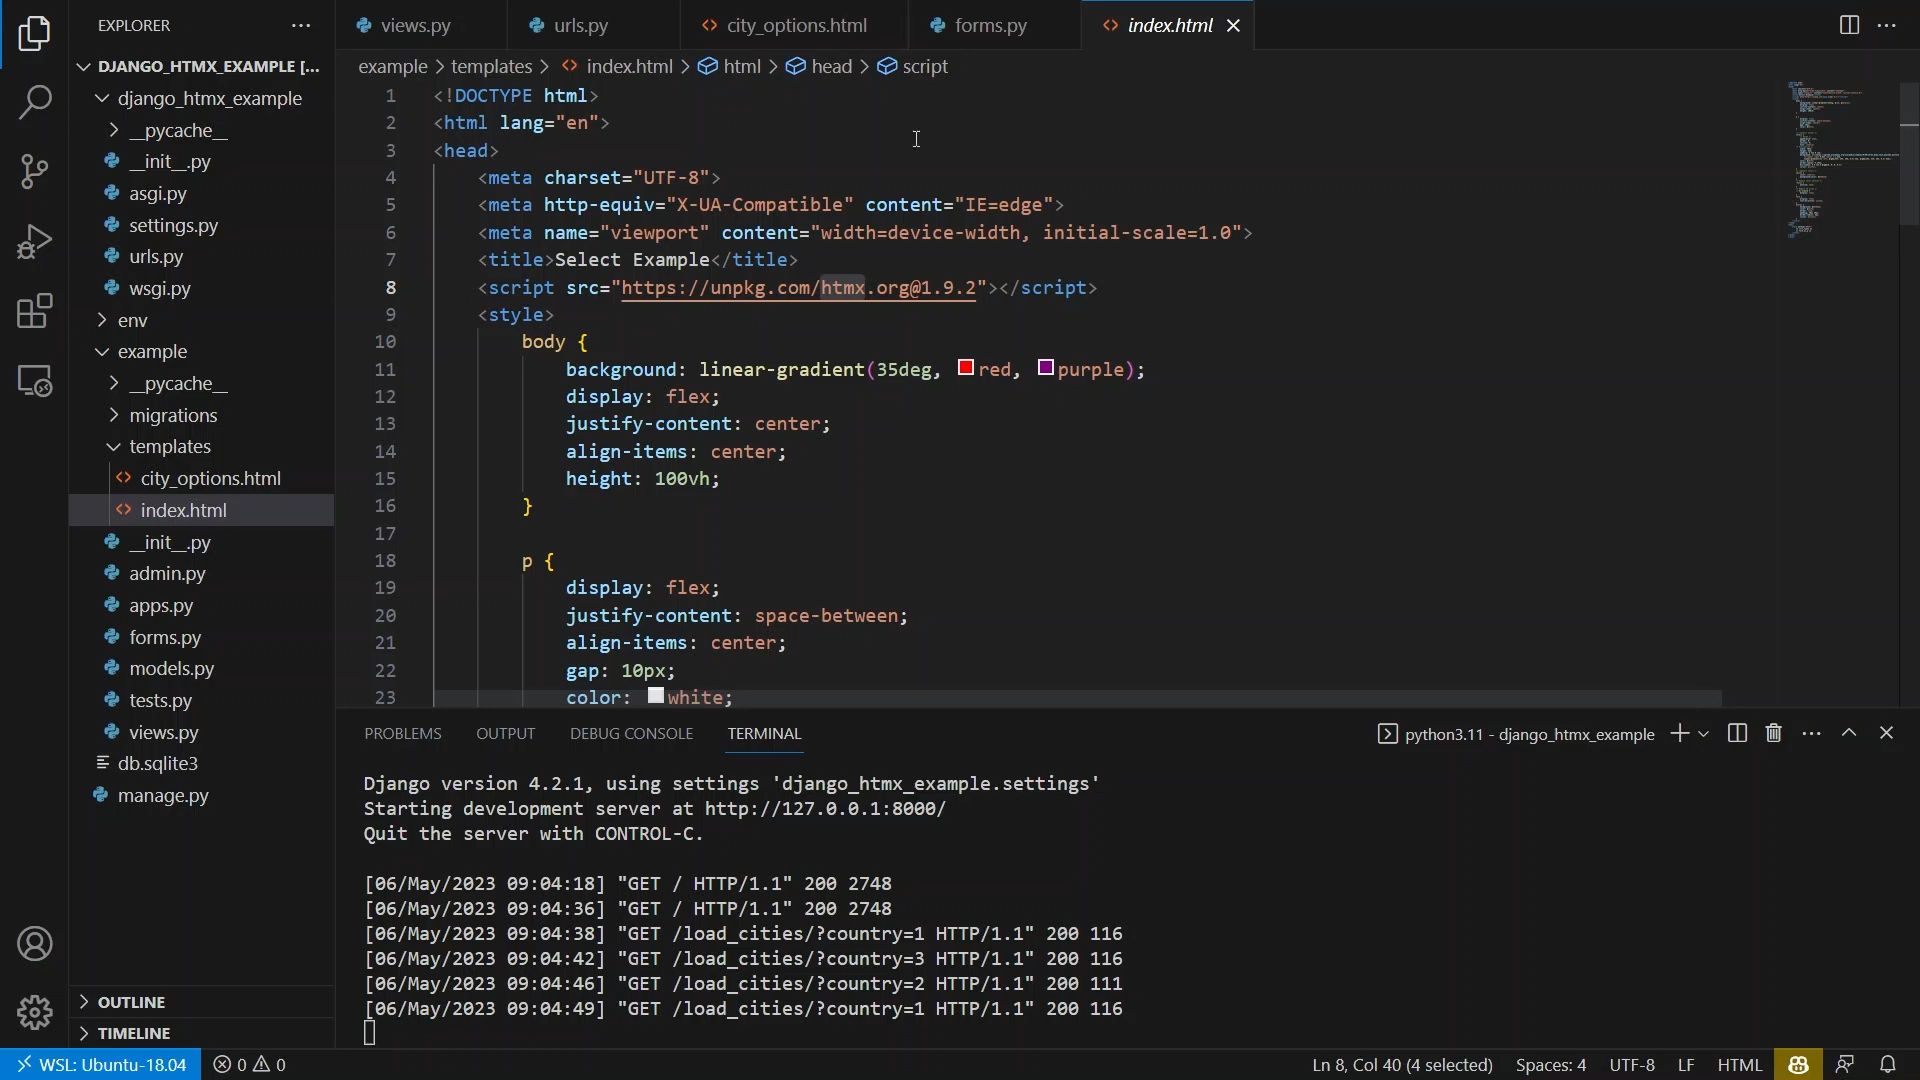 EXPLORER
DJANGO_HTMX_EXAMPLE [...
django_htmx_example
__pycache__
__init__.py
asgi.py
settings.py
urls.py
wsgi.py
env
example
__pycache__
migrations
templates
city_options.html
index.html
__init__.py
admin.py
apps.py
forms.py
models.py
tests.py
views.py
db.sqlite3
manage.py
OUTLINE
TIMELINE
views.py urls.py city_options.html forms.py index.html
example > templates > index.html > html > head > script
1 <!DOCTYPE html>
2 <html lang="en">
3 <head>
4 <meta charset="UTF-8">
5 <meta http-equiv="X-UA-Compatible" content="IE=edge">
6 <meta name="viewport" content="width=device-width, initial-scale=1.0">
7 <title>Select Example</title>
8 <script src="https://unpkg.com/htmx.org@1.9.2"></script>
9 <style>
10 body {
11 background: linear-gradient(35deg, red, purple);
12 display: flex;
13 justify-content: center;
14 align-items: center;
15 height: 100vh;
16 }
17
18 p {
19 display: flex;
20 justify-content: space-between;
21 align-items: center;
22 gap: 10px;
23 color: white;
PROBLEMS OUTPUT DEBUG CONSOLE TERMINAL python3.11 - django_htmx_example
Django version 4.2.1, using settings 'django_htmx_example.settings'
Starting development server at http://127.0.0.1:8000/
Quit the server with CONTROL-C.
[06/May/2023 09:04:18] "GET / HTTP/1.1" 200 2748
[06/May/2023 09:04:36] "GET / HTTP/1.1" 200 2748
[06/May/2023 09:04:38] "GET /load_cities/?country=1 HTTP/1.1" 200 116
[06/May/2023 09:04:42] "GET /load_cities/?country=3 HTTP/1.1" 200 116
[06/May/2023 09:04:46] "GET /load_cities/?country=2 HTTP/1.1" 200 111
[06/May/2023 09:04:49] "GET /load_cities/?country=1 HTTP/1.1" 200 116
WSL: Ubuntu-18.04 0 0 Ln 8, Col 40 (4 selected) Spaces: 4 UTF-8 LF HTML